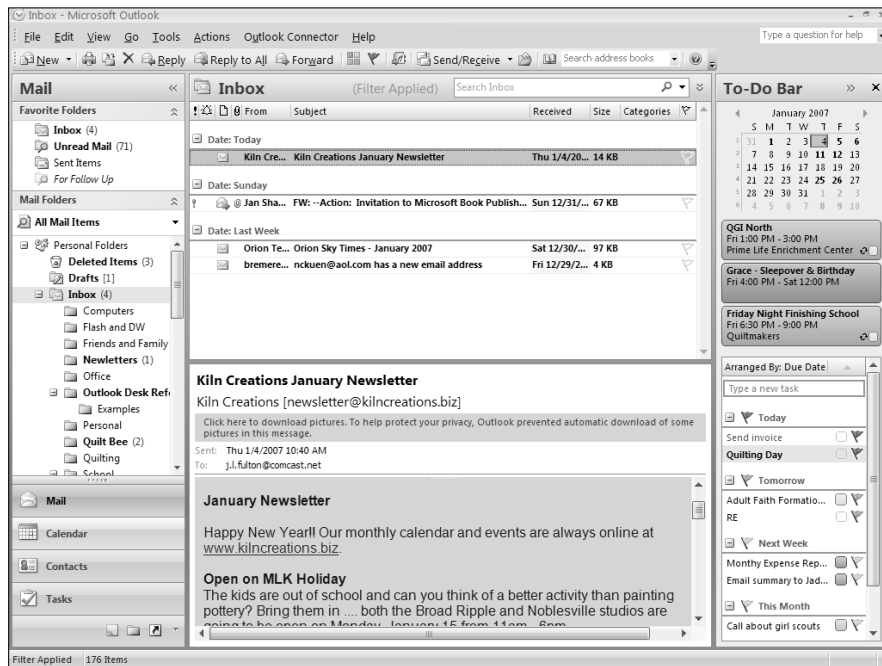 Inbox - Microsoft Outlook
File Edit View Go Tools Actions Outlook Connector Help
Type a question for help
New Reply Reply to All Forward Send/Receive Search address books
Mail
Favorite Folders
Inbox (4)
Unread Mail (71)
Sent Items
For Follow Up
Mail Folders
All Mail Items
Personal Folders
Deleted Items (3)
Drafts [1]
Inbox (4)
Computers
Flash and DW
Friends and Family
Newletters (1)
Office
Outlook Desk Refe
Examples
Personal
Quilt Bee (2)
Quilting
School
Mail
Calendar
Contacts
Tasks
Inbox (Filter Applied) Search Inbox
From Subject Received Size Categories
Date: Today
Kiln Cre... Kiln Creations January Newsletter Thu 1/4/20... 14 KB
Date: Sunday
Jan Sha... FW: --Action: Invitation to Microsoft Book Publish... Sun 12/31/... 67 KB
Date: Last Week
Orion Te... Orion Sky Times - January 2007 Sat 12/30/... 97 KB
bremere... nckuen@aol.com has a new email address Fri 12/29/2... 4 KB
Kiln Creations January Newsletter
Kiln Creations [newsletter@kilncreations.biz]
Click here to download pictures. To help protect your privacy, Outlook prevented automatic download of some
pictures in this message.
Sent: Thu 1/4/2007 10:40 AM
To: j.l.fulton@comcast.net
January Newsletter
Happy New Year!! Our monthly calendar and events are always online at
www.kilncreations.biz.
Open on MLK Holiday
The kids are out of school and can you think of a better activity than painting
pottery? Bring them in .... both the Broad Ripple and Noblesville studios are
going to be open on Monday, January 15 from 11am - 6pm
To-Do Bar
January 2007
S M T W T F S
1 31 1 2 3 4 5 6
2 7 8 9 10 11 12 13
3 14 15 16 17 18 19 20
4 21 22 23 24 25 26 27
5 28 29 30 31 1 2 3
6 4 5 6 7 8 9 10
QGI North
Fri 1:00 PM - 3:00 PM
Prime Life Enrichment Center
Grace - Sleepover & Birthday
Fri 4:00 PM - Sat 12:00 PM
Friday Night Finishing School
Fri 6:30 PM - 9:00 PM
Quiltmakers
Arranged By: Due Date
Type a new task
Today
Send invoice
Quilting Day
Tomorrow
Adult Faith Formatio...
RE
Next Week
Monthy Expense Rep...
Email summary to Jad...
This Month
Call about girl scouts
Filter Applied 176 Items